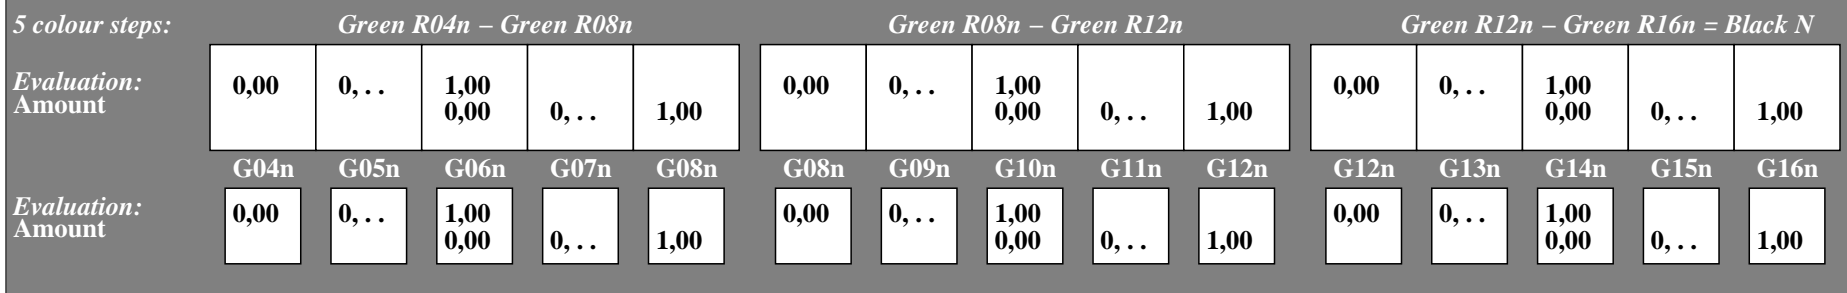 5 colour steps: Green R04n – Green R08n Green R08n – Green R12n Green R12n – Green R16n = Black N
Evaluation: 0,00 0, . . 1,00 0,00 0, . . 1,00 0,00 0, . . 1,00
Amount 0,00 0, . . 1,00 0,00 0, . . 1,00 0,00 0, . . 1,00
G04n G05n G06n G07n G08n G08n G09n G10n G11n G12n G12n G13n G14n G15n G16n
Evaluation: 0,00 0, . . 1,00 0,00 0, . . 1,00 0,00 0, . . 1,00
Amount 0,00 0, . . 1,00 0,00 0, . . 1,00 0,00 0, . . 1,00